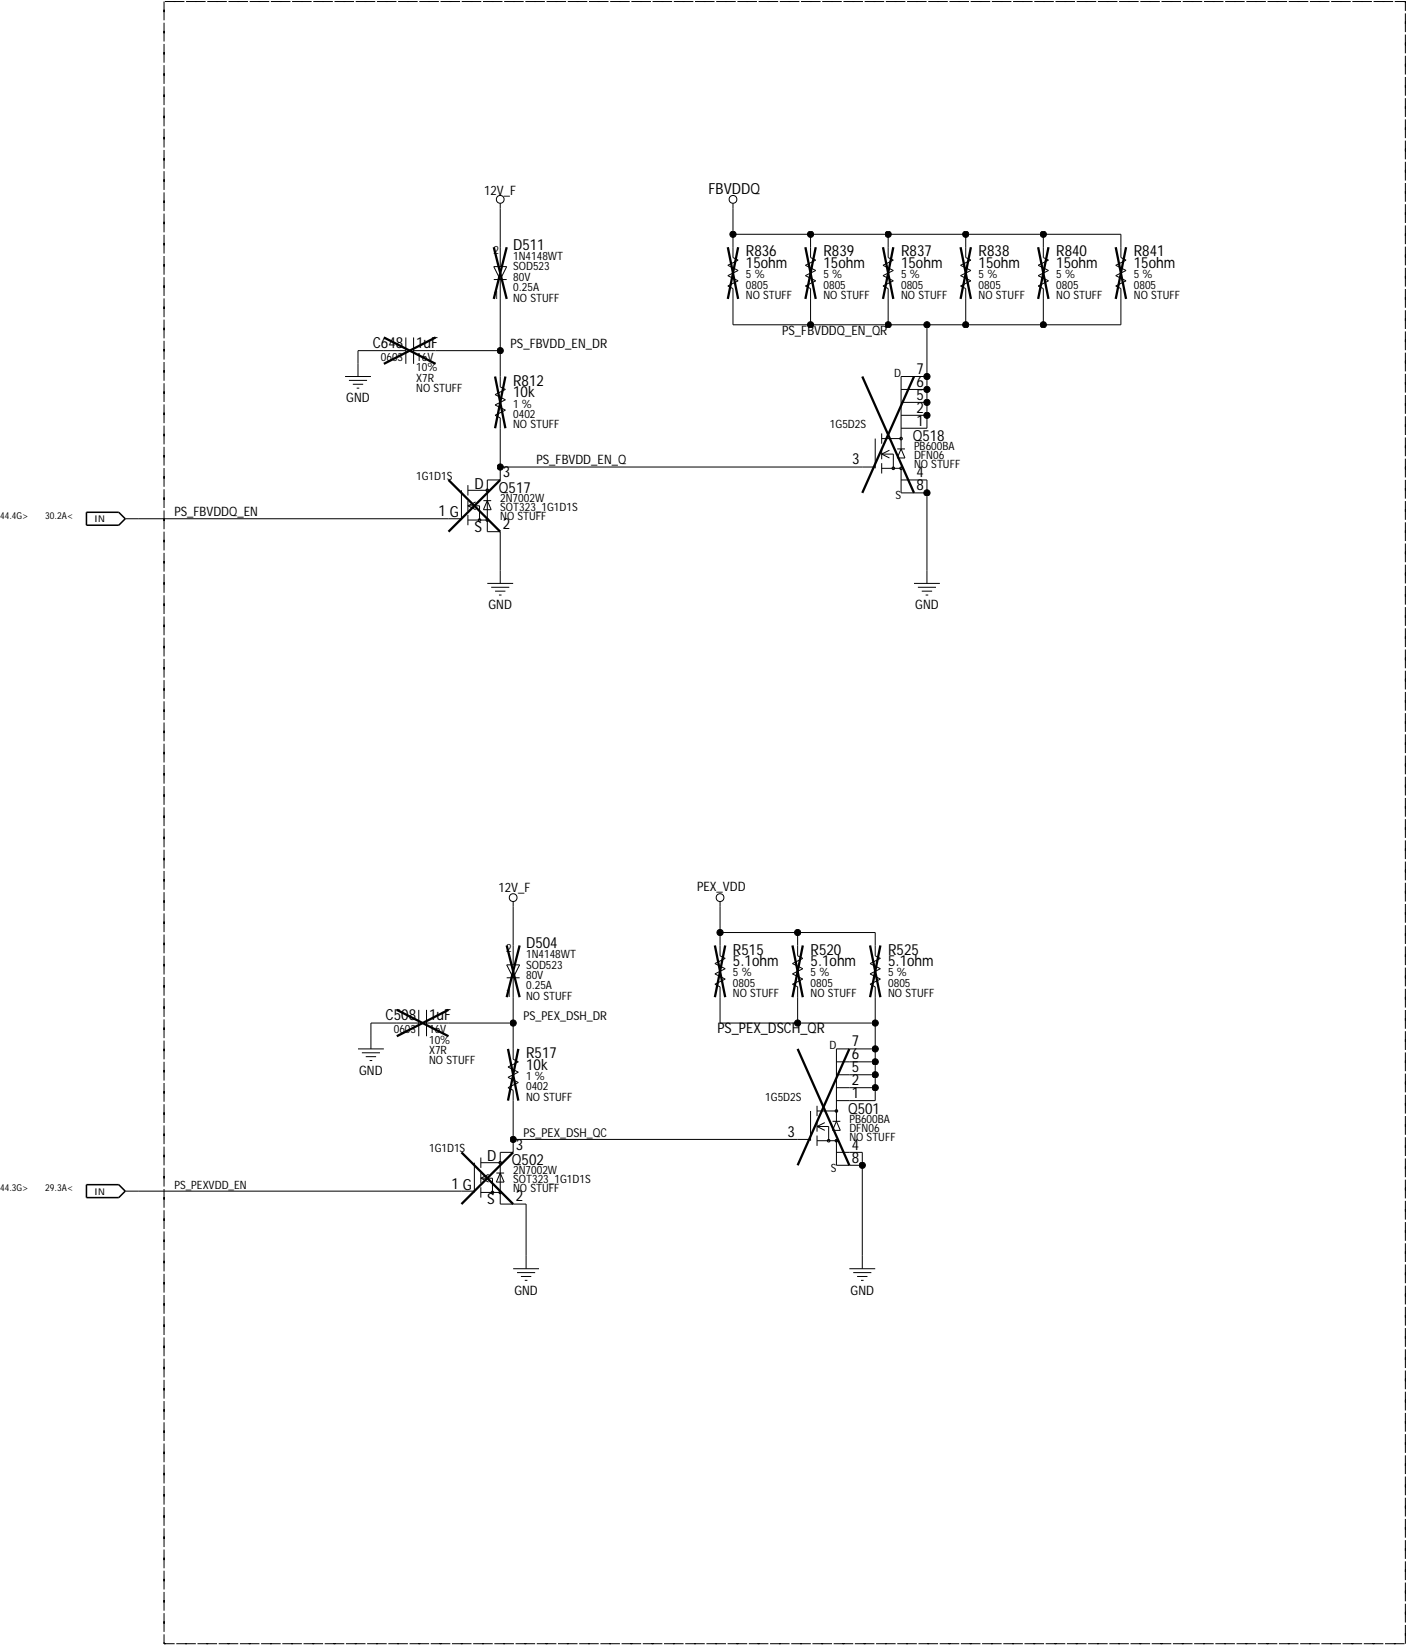 12V_F
FBVDDQ
D511
1N4148WT
SOD523
80V
0.25A
NO STUFF
R836
15ohm
5 %
0805
NO STUFF
R839
15ohm
5 %
0805
NO STUFF
R837
15ohm
5 %
0805
NO STUFF
R838
15ohm
5 %
0805
NO STUFF
R840
15ohm
5 %
0805
NO STUFF
R841
15ohm
5 %
0805
NO STUFF
PS_FBVDDQ_EN_QR
C648 1uF
0603 16V
10%
X7R
NO STUFF
GND
PS_FBVDD_EN_DR
R812
10k
1 %
0402
NO STUFF
D 7
6
5
2
1
1G5D2S
Q518
PB600BA
DFN06
NO STUFF
4
8
S
PS_FBVDD_EN_Q 3
3
1G1D1S
D Q517
2N7002W
SOT323_1G1D1S
NO STUFF
44.4G> 30.2A< IN PS_FBVDDQ_EN 1 G
S 2
GND
GND
12V_F
PEX_VDD
D504
1N4148WT
SOD523
80V
0.25A
NO STUFF
R515
5.1ohm
5 %
0805
NO STUFF
R520
5.1ohm
5 %
0805
NO STUFF
R525
5.1ohm
5 %
0805
NO STUFF
PS_PEX_DSCH_QR
C508 1uF
0603 16V
10%
X7R
NO STUFF
GND
PS_PEX_DSH_DR
R517
10k
1 %
0402
NO STUFF
D 7
6
5
2
1
1G5D2S
Q501
PB600BA
DFN06
NO STUFF
4
8
S
PS_PEX_DSH_QC 3
3
1G1D1S
D Q502
2N7002W
SOT323_1G1D1S
NO STUFF
44.3G> 29.3A< IN PS_PEXVDD_EN 1 G
S 2
GND
GND